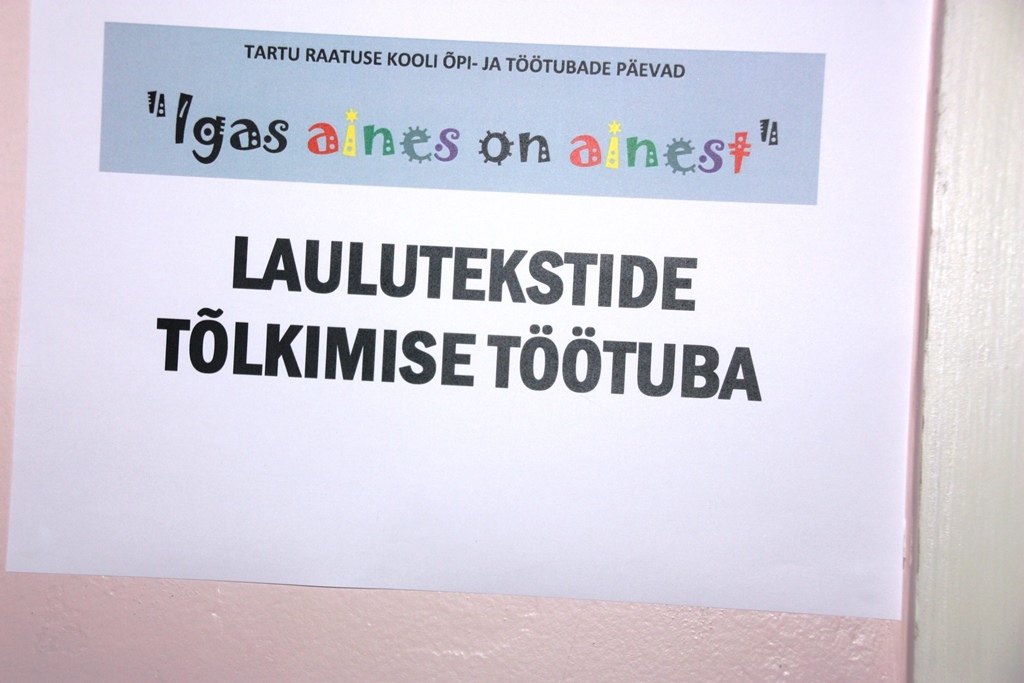 TARTU RAATUSE KOOLI ÕPI- JA TÖÖTUBADE PÄEVAD
"Igas aines on ainest"
LAULUTEKSTIDE
TÕLKIMISE TÖÖTUBA